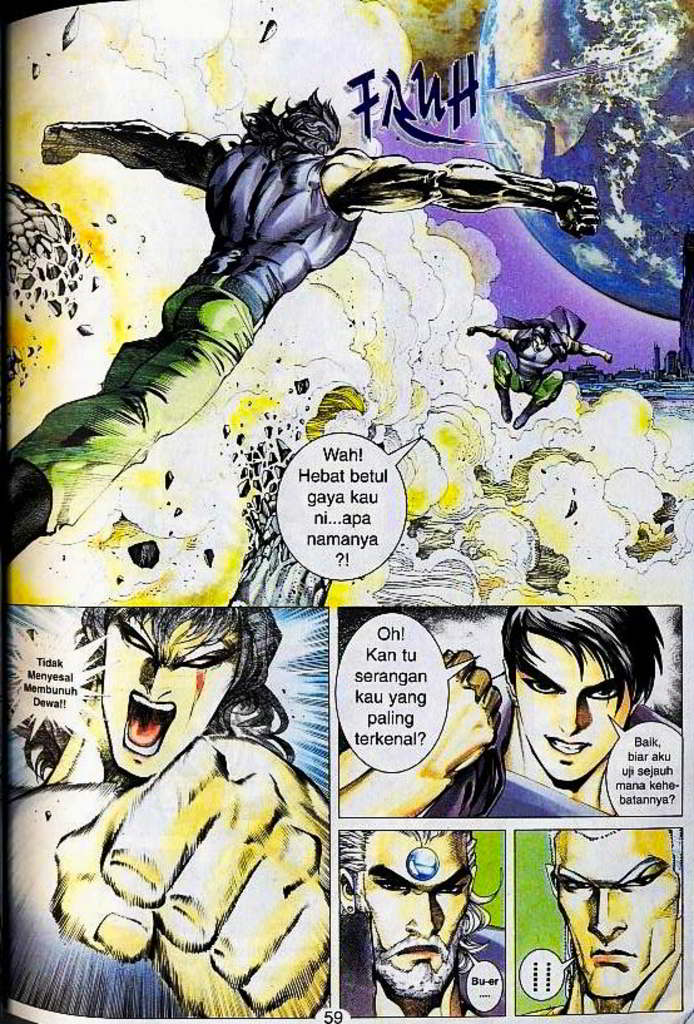 FRUH
Wah!
Hebat betul
gaya kau
ni...apa
namanya
?!
Tidak
Menyesal
Membunuh
Dewa!!
Oh!
Kan tu
serangan
kau yang
paling
terkenal?
Baik,
biar aku
uji sejauh
mana kehe-
batannya?
Bu-er
....
!!
59